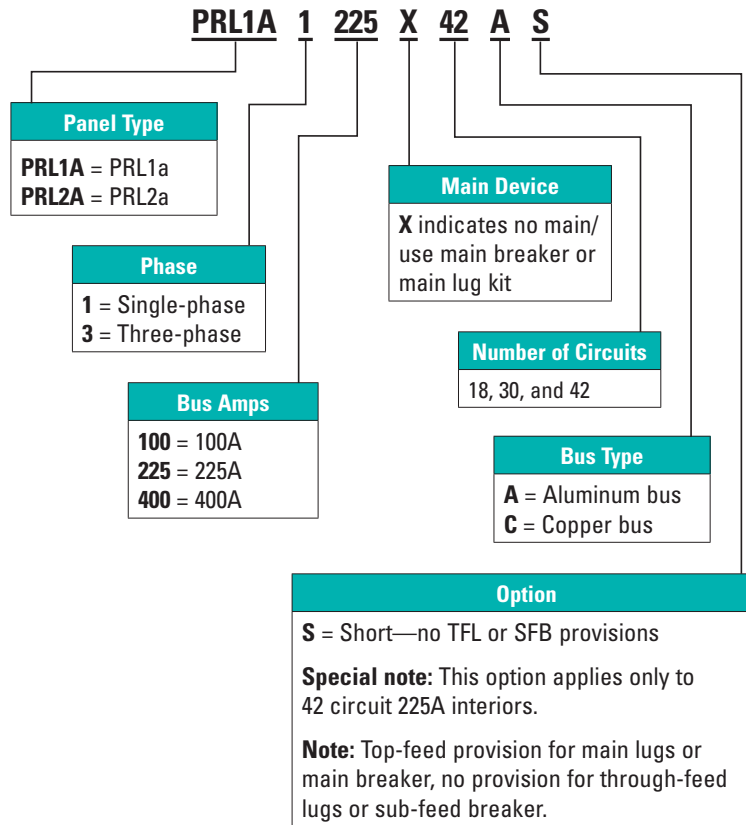 PRL1A 1 225 X 42 A S
Panel Type
PRL1A = PRL1a
PRL2A = PRL2a
Phase
1 = Single-phase
3 = Three-phase
Bus Amps
100 = 100A
225 = 225A
400 = 400A
Main Device
X indicates no main/
use main breaker or
main lug kit
Number of Circuits
18, 30, and 42
Bus Type
A = Aluminum bus
C = Copper bus
Option
S = Short—no TFL or SFB provisions
Special note: This option applies only to
42 circuit 225A interiors.
Note: Top-feed provision for main lugs or
main breaker, no provision for through-feed
lugs or sub-feed breaker.